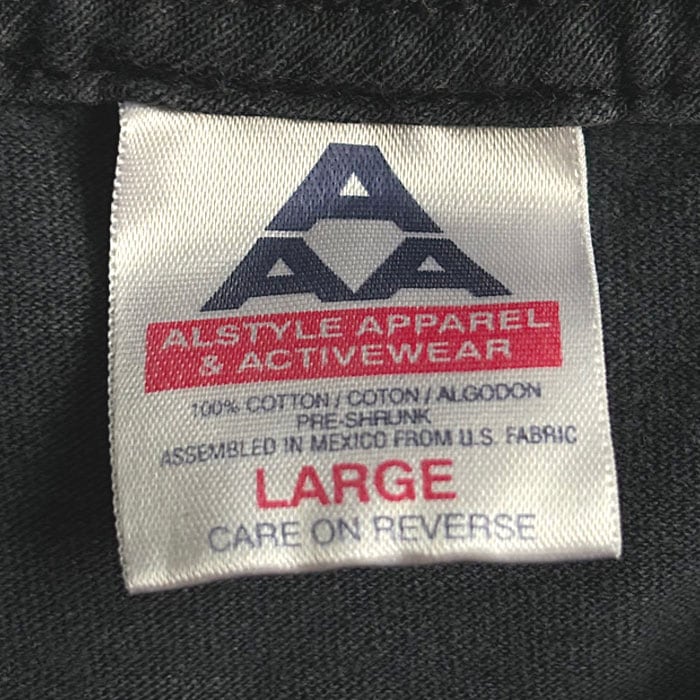 A
A A
ALSTYLE APPAREL
& ACTIVEWEAR
100% COTTON / COTON / ALGODON
PRE-SHRUNK
ASSEMBLED IN MEXICO FROM U.S. FABRIC
LARGE
CARE ON REVERSE